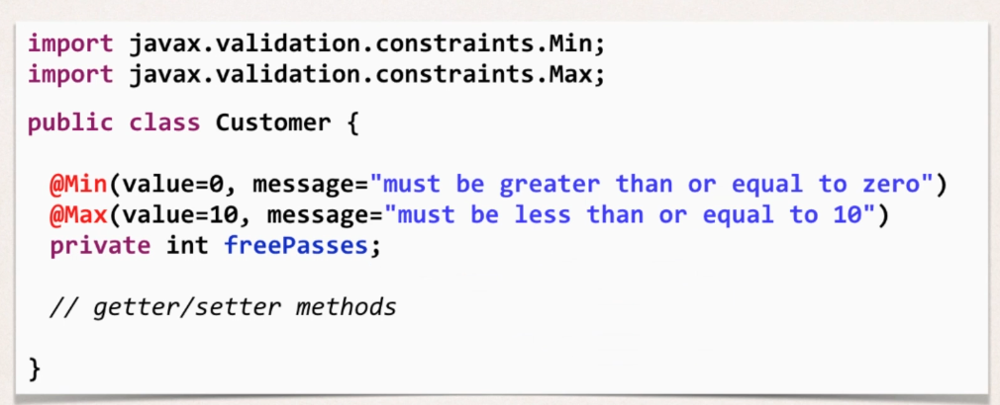 import javax.validation.constraints.Min;
import javax.validation.constraints.Max;
public class Customer {
@Min(value=0, message="must be greater than or equal to zero")
@Max(value=10, message="must be less than or equal to 10")
private int freePasses;
// getter/setter methods
}